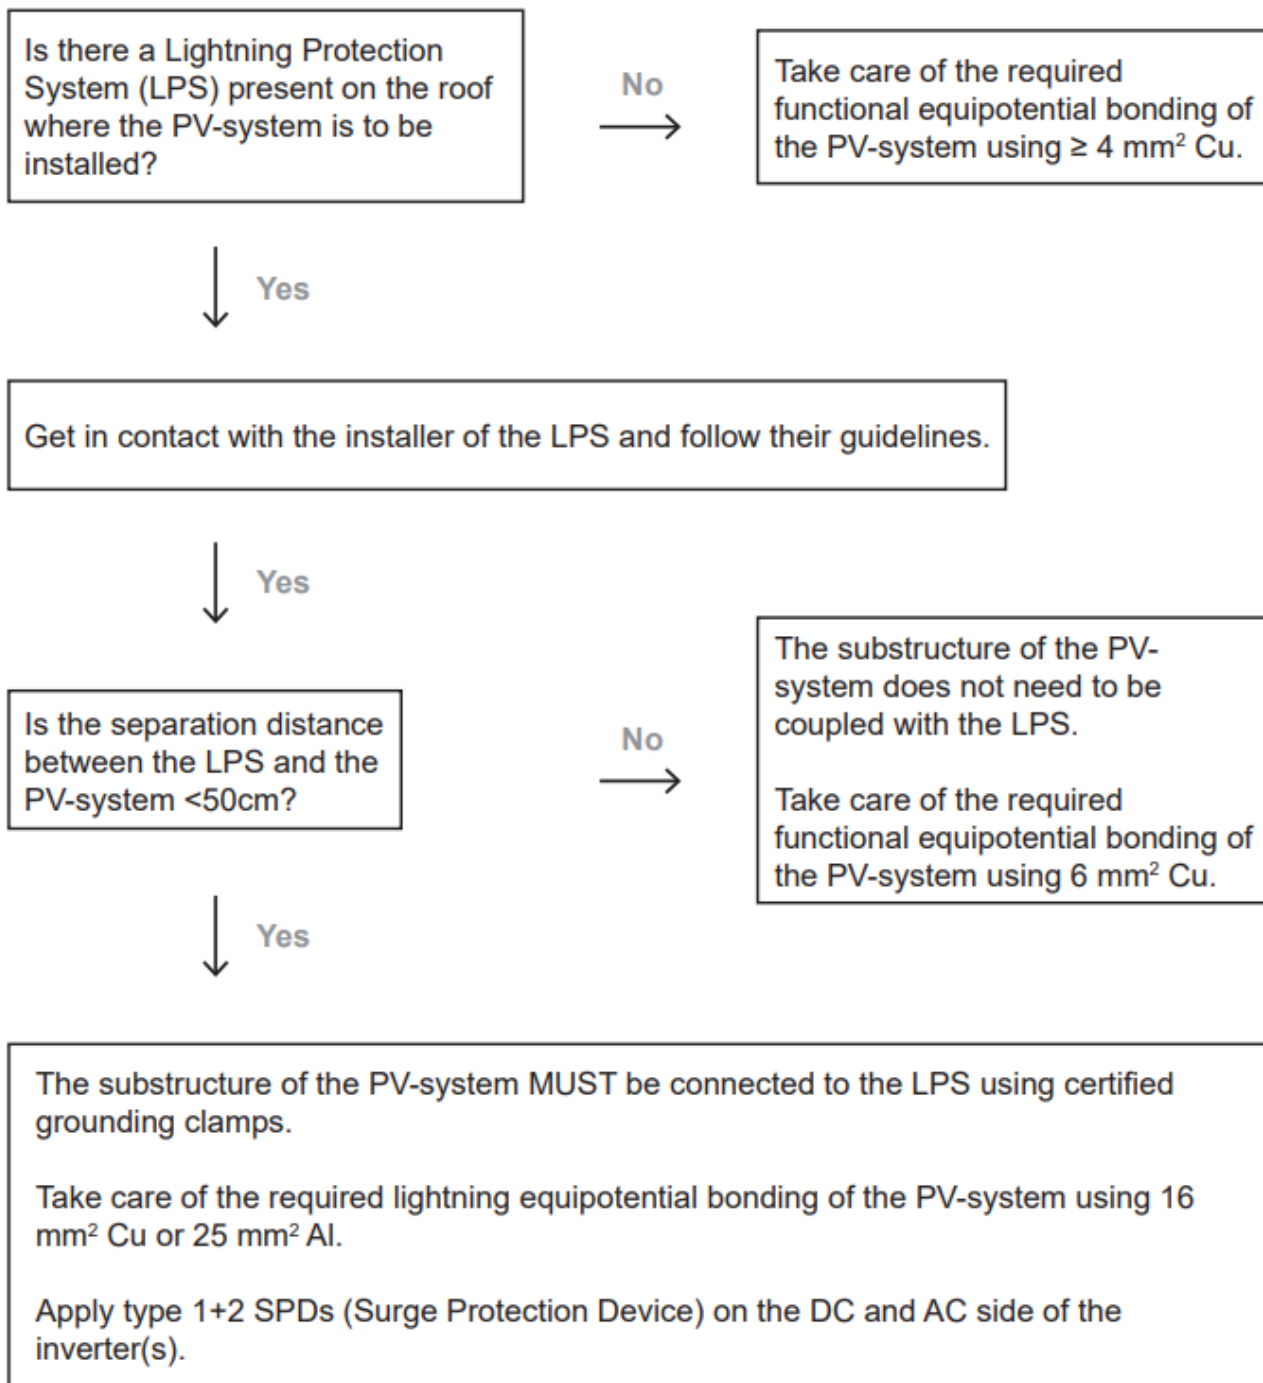 Is there a Lightning Protection
System (LPS) present on the roof
where the PV-system is to be
installed?
No
Take care of the required
functional equipotential bonding of
the PV-system using ≥ 4 mm² Cu.
Yes
Get in contact with the installer of the LPS and follow their guidelines.
Yes
Is the separation distance
between the LPS and the
PV-system <50cm?
No
The substructure of the PV-
system does not need to be
coupled with the LPS.
Take care of the required
functional equipotential bonding of
the PV-system using 6 mm² Cu.
Yes
The substructure of the PV-system MUST be connected to the LPS using certified
grounding clamps.
Take care of the required lightning equipotential bonding of the PV-system using 16
mm² Cu or 25 mm² Al.
Apply type 1+2 SPDs (Surge Protection Device) on the DC and AC side of the
inverter(s).